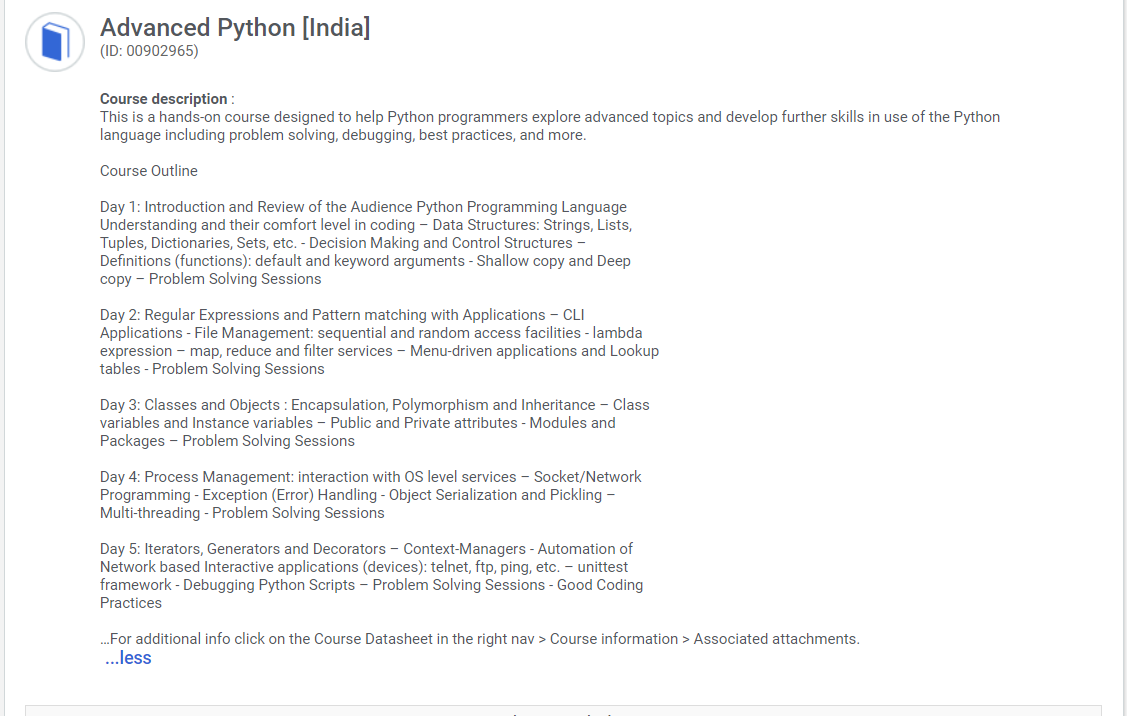 Advanced Python [India]
(ID: 00902965)
Course description :
This is a hands-on course designed to help Python programmers explore advanced topics and develop further skills in use of the Python
language including problem solving, debugging, best practices, and more.
Course Outline
Day 1: Introduction and Review of the Audience Python Programming Language
Understanding and their comfort level in coding – Data Structures: Strings, Lists,
Tuples, Dictionaries, Sets, etc. - Decision Making and Control Structures –
Definitions (functions): default and keyword arguments - Shallow copy and Deep
copy – Problem Solving Sessions
Day 2: Regular Expressions and Pattern matching with Applications – CLI
Applications - File Management: sequential and random access facilities - lambda
expression – map, reduce and filter services – Menu-driven applications and Lookup
tables - Problem Solving Sessions
Day 3: Classes and Objects : Encapsulation, Polymorphism and Inheritance – Class
variables and Instance variables – Public and Private attributes - Modules and
Packages – Problem Solving Sessions
Day 4: Process Management: interaction with OS level services – Socket/Network
Programming - Exception (Error) Handling - Object Serialization and Pickling –
Multi-threading - Problem Solving Sessions
Day 5: Iterators, Generators and Decorators – Context-Managers - Automation of
Network based Interactive applications (devices): telnet, ftp, ping, etc. – unittest
framework - Debugging Python Scripts – Problem Solving Sessions - Good Coding
Practices
…For additional info click on the Course Datasheet in the right nav > Course information > Associated attachments.
...less